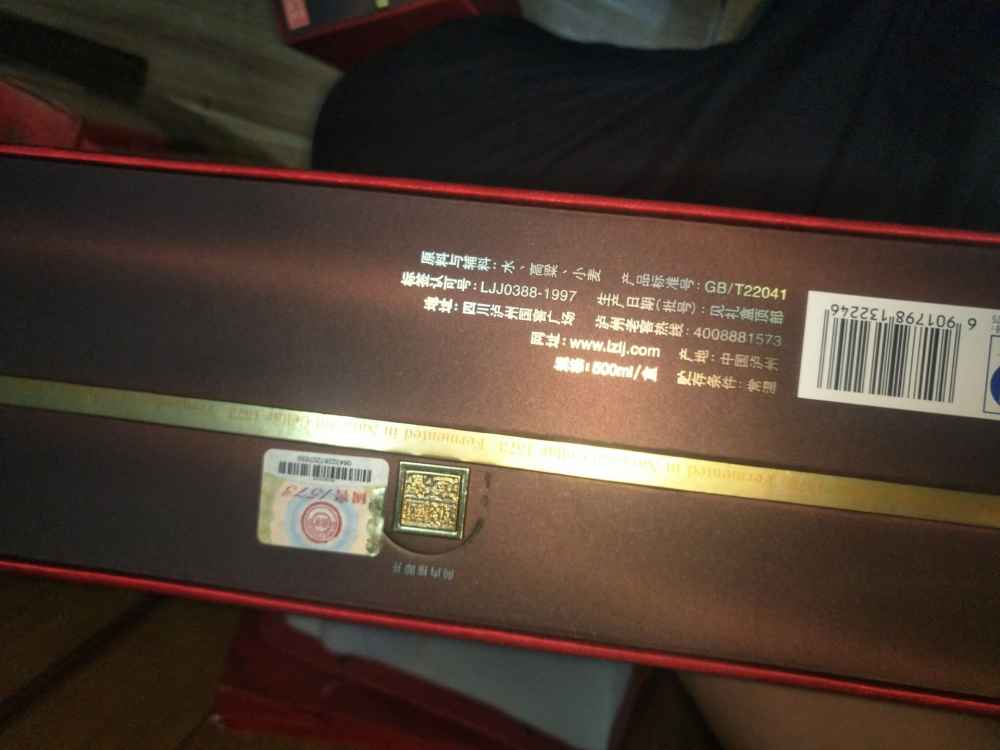 原料与辅料:水、高粱、小麦 产品标准号:GB/T22041
标签认可号:LJJ0388-1997 生产日期(批号):见礼盒顶部
地址:四川泸州国窖广场 泸州老窖热线:4008881573
网址:www.lzlj.com 产地:中国泸州
规格:500ml/盒 贮存条件:常温
6 901798 132246
Fermented in National Cellar 1573
國窖1573